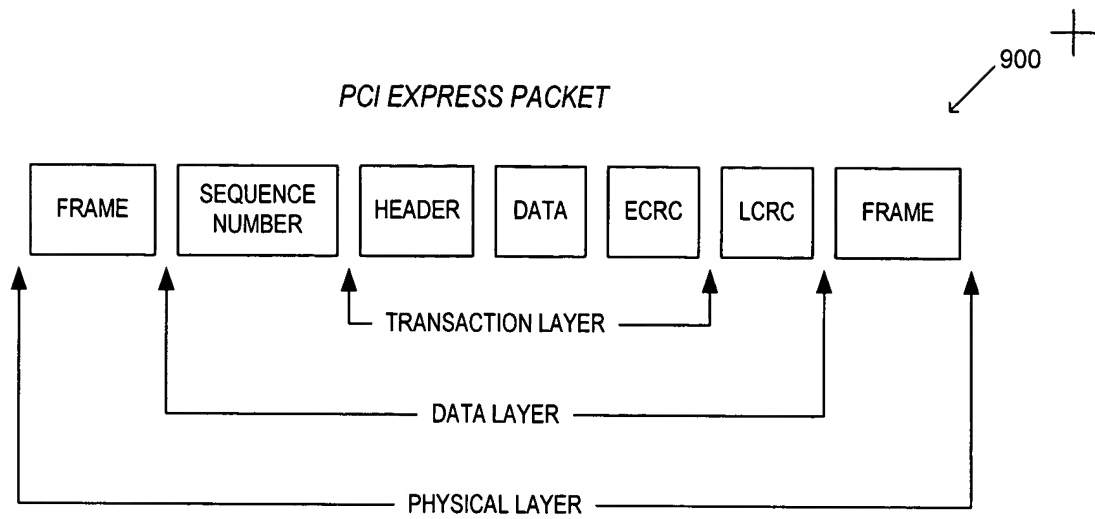 900
PCI EXPRESS PACKET
FRAME
SEQUENCE
NUMBER
HEADER
DATA
ECRC
LCRC
FRAME
TRANSACTION LAYER
DATA LAYER
PHYSICAL LAYER